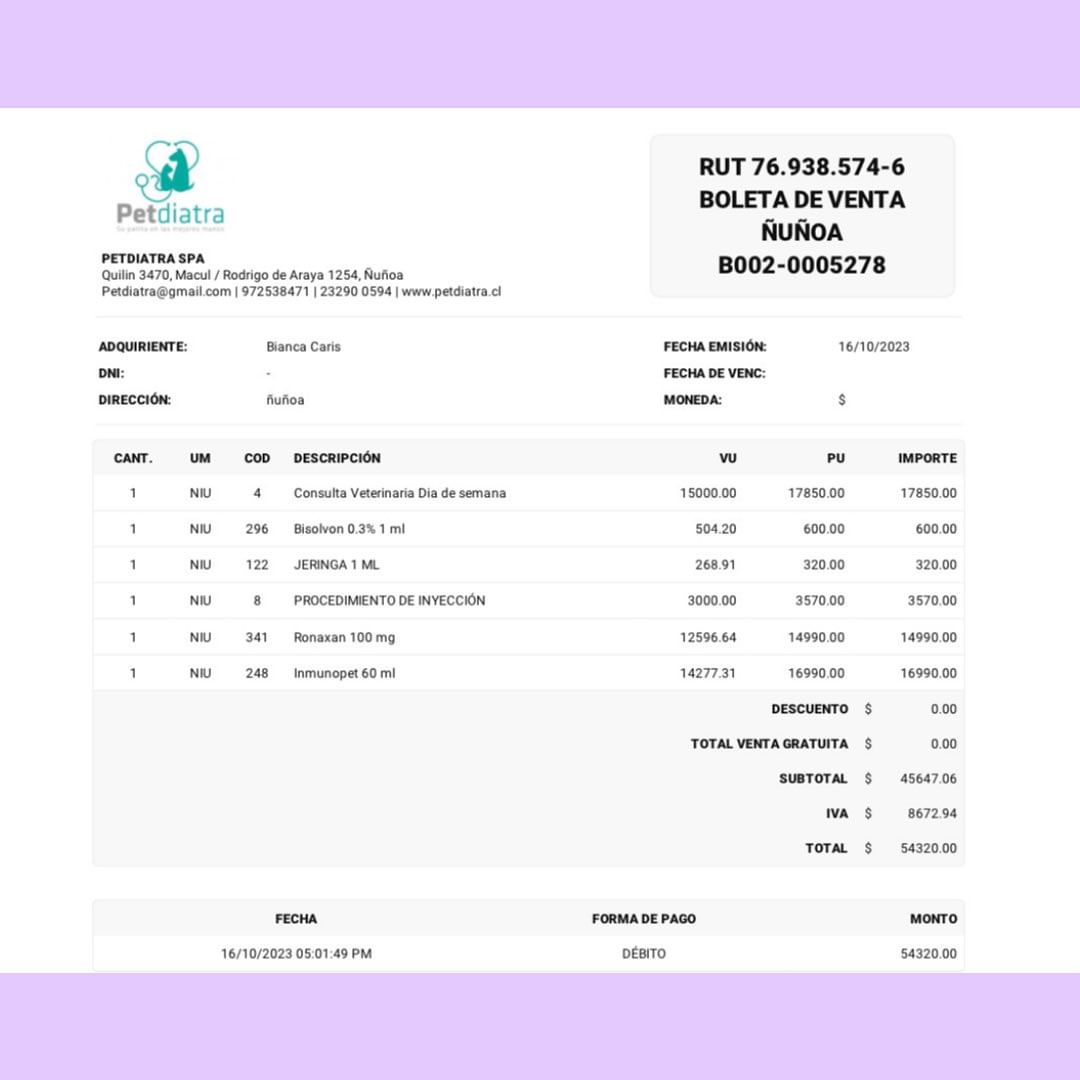 Petdiatra
Su patita en las mejores manos
PETDIATRA SPA
Quilin 3470, Macul / Rodrigo de Araya 1254, Ñuñoa
Petdiatra@gmail.com | 972538471 | 23290 0594 | www.petdiatra.cl
RUT 76.938.574-6
BOLETA DE VENTA
ÑUÑOA
B002-0005278
ADQUIRIENTE: Bianca Caris FECHA EMISIÓN: 16/10/2023
DNI: - FECHA DE VENC:
DIRECCIÓN: ñuñoa MONEDA: $
CANT. UM COD DESCRIPCIÓN VU PU IMPORTE
1 NIU 4 Consulta Veterinaria Dia de semana 15000.00 17850.00 17850.00
1 NIU 296 Bisolvon 0.3% 1 ml 504.20 600.00 600.00
1 NIU 122 JERINGA 1 ML 268.91 320.00 320.00
1 NIU 8 PROCEDIMIENTO DE INYECCIÓN 3000.00 3570.00 3570.00
1 NIU 341 Ronaxan 100 mg 12596.64 14990.00 14990.00
1 NIU 248 Inmunopet 60 ml 14277.31 16990.00 16990.00
DESCUENTO $ 0.00
TOTAL VENTA GRATUITA $ 0.00
SUBTOTAL $ 45647.06
IVA $ 8672.94
TOTAL $ 54320.00
FECHA FORMA DE PAGO MONTO
16/10/2023 05:01:49 PM DÉBITO 54320.00